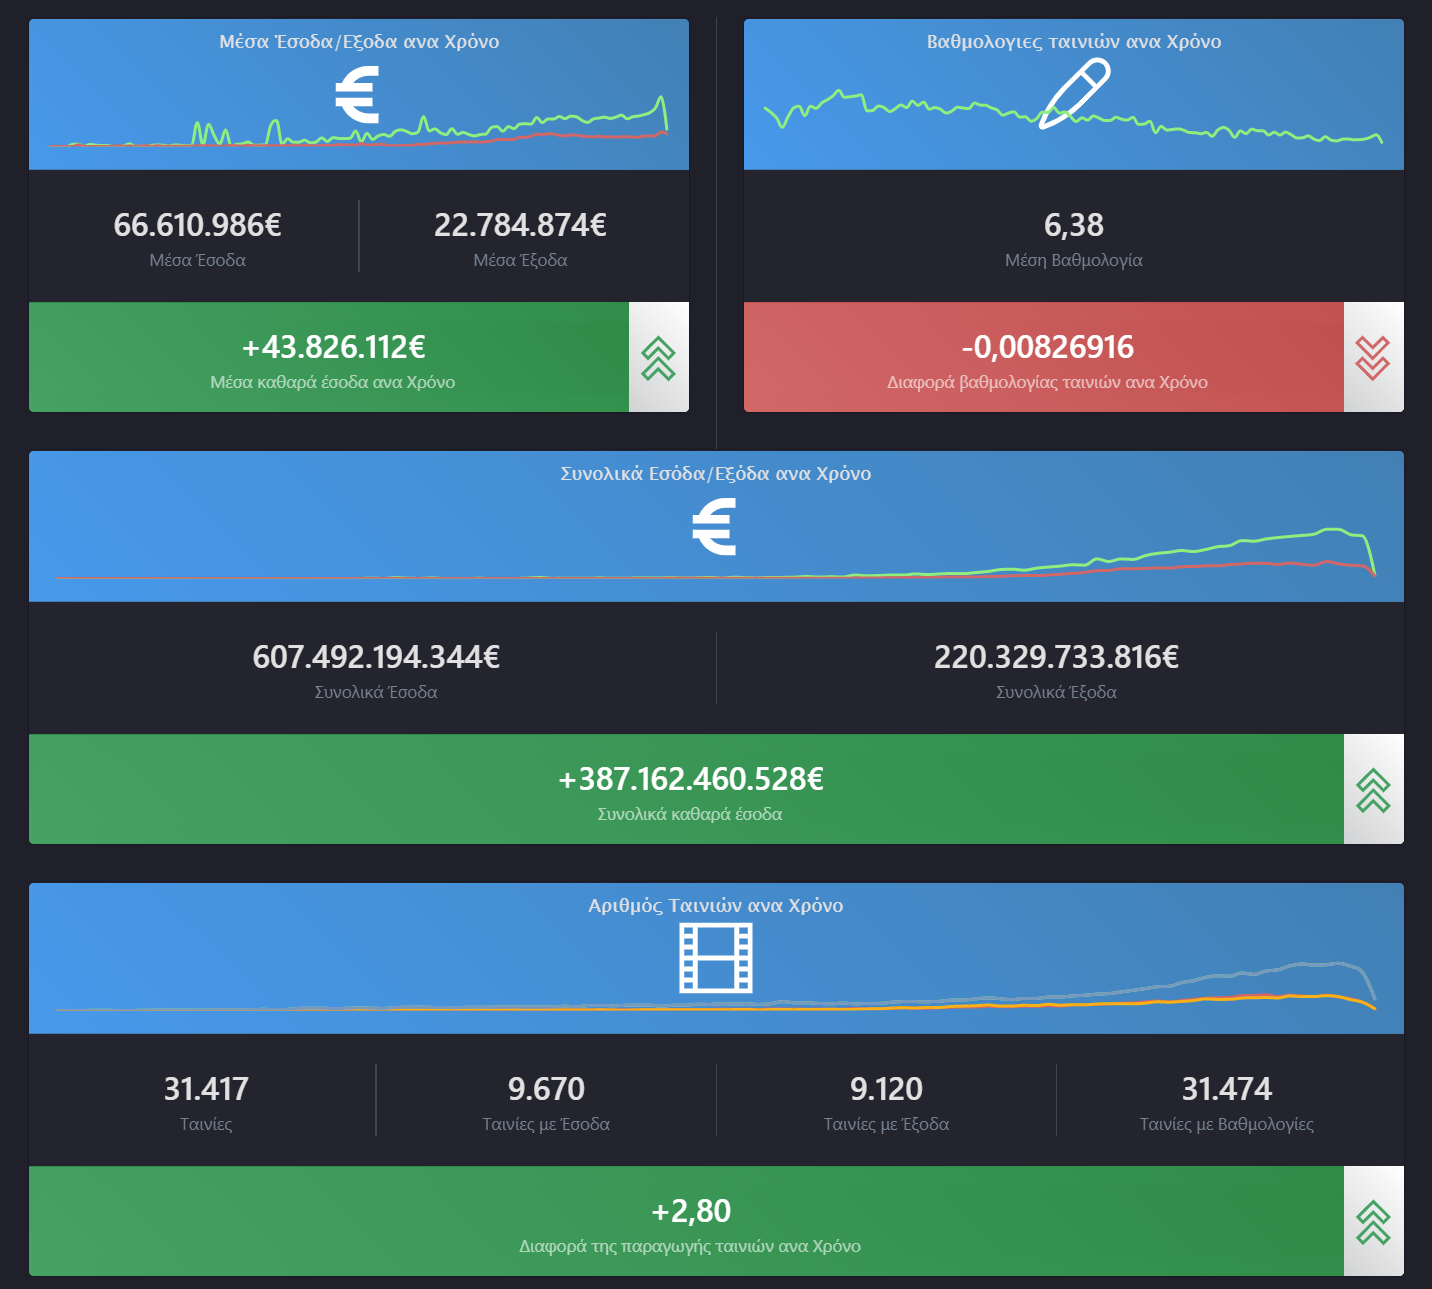 Μέσα Έσοδα/Έξοδα ανα Χρόνο
66.610.986€
Μέσα Έσοδα
22.784.874€
Μέσα Έξοδα
+43.826.112€
Μέσα καθαρά έσοδα ανα Χρόνο
Βαθμολογιες ταινιών ανα Χρόνο
6,38
Μέση Βαθμολογία
-0,00826916
Διαφορά βαθμολογίας ταινιών ανα Χρόνο
Συνολικά Εσόδα/Εξόδα ανα Χρόνο
607.492.194.344€
Συνολικά Έσοδα
220.329.733.816€
Συνολικά Έξοδα
+387.162.460.528€
Συνολικά καθαρά έσοδα
Αριθμός Ταινιών ανα Χρόνο
31.417
Ταινίες
9.670
Ταινίες με Έσοδα
9.120
Ταινίες με Έξοδα
31.474
Ταινίες με Βαθμολογίες
+2,80
Διαφορά της παραγωγής ταινιών ανα Χρόνο